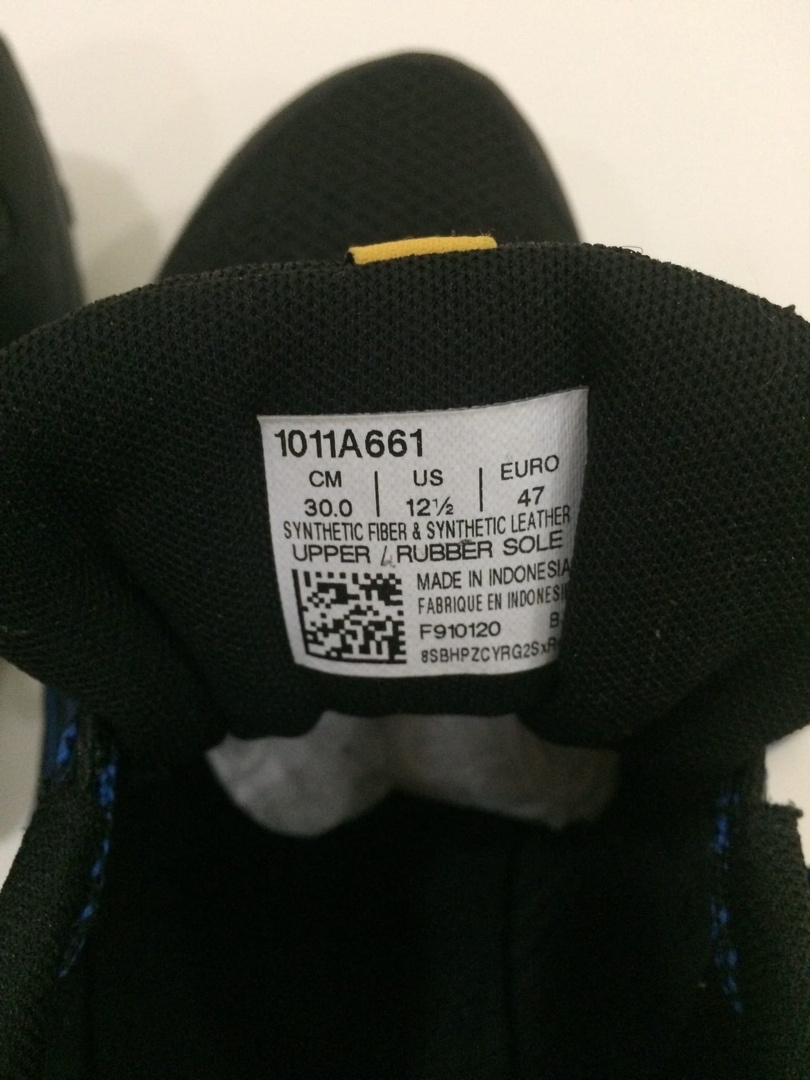 1011A661
CM | US | EURO
30.0 | 12½ | 47
SYNTHETIC FIBER & SYNTHETIC LEATHER
UPPER / RUBBER SOLE
MADE IN INDONESIA
FABRIQUE EN INDONESI
F910120 B
8SBHPZCYRG2SxR